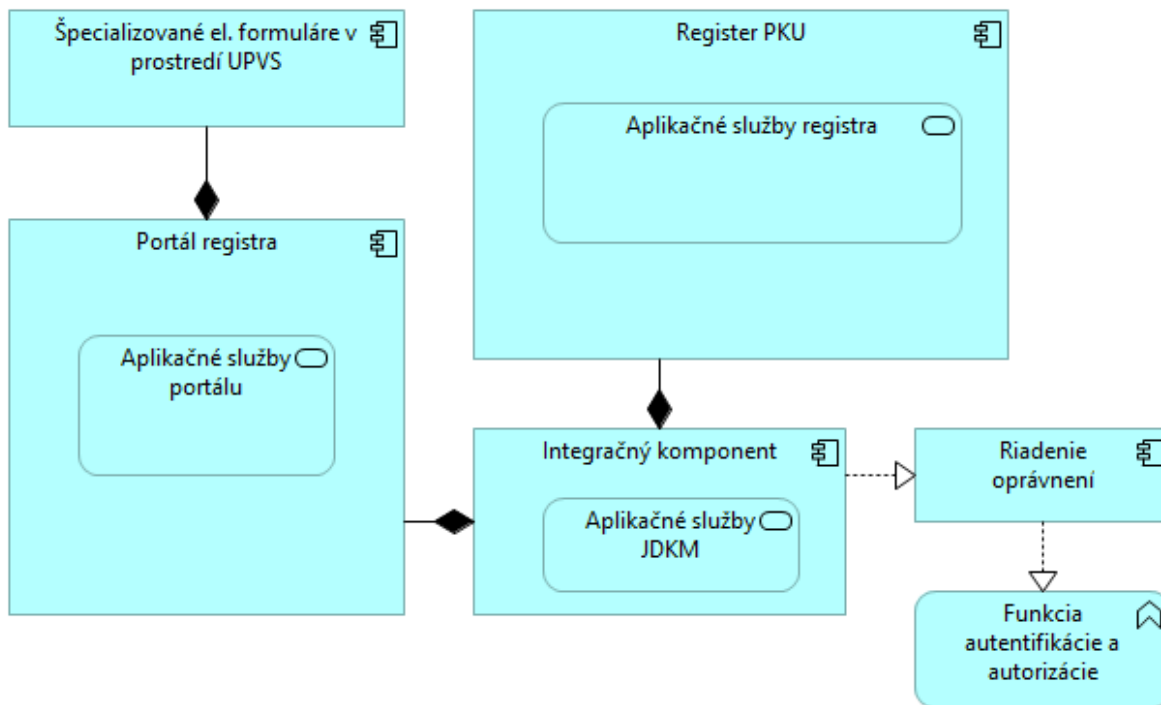 Špecializované el. formuláre v
prostredí UPVS
Register PKU
Aplikačné služby registra
Portál registra
Aplikačné služby
portálu
Integračný komponent
Aplikačné služby
JDKM
Riadenie
oprávnení
Funkcia
autentifikácie a
autorizácie